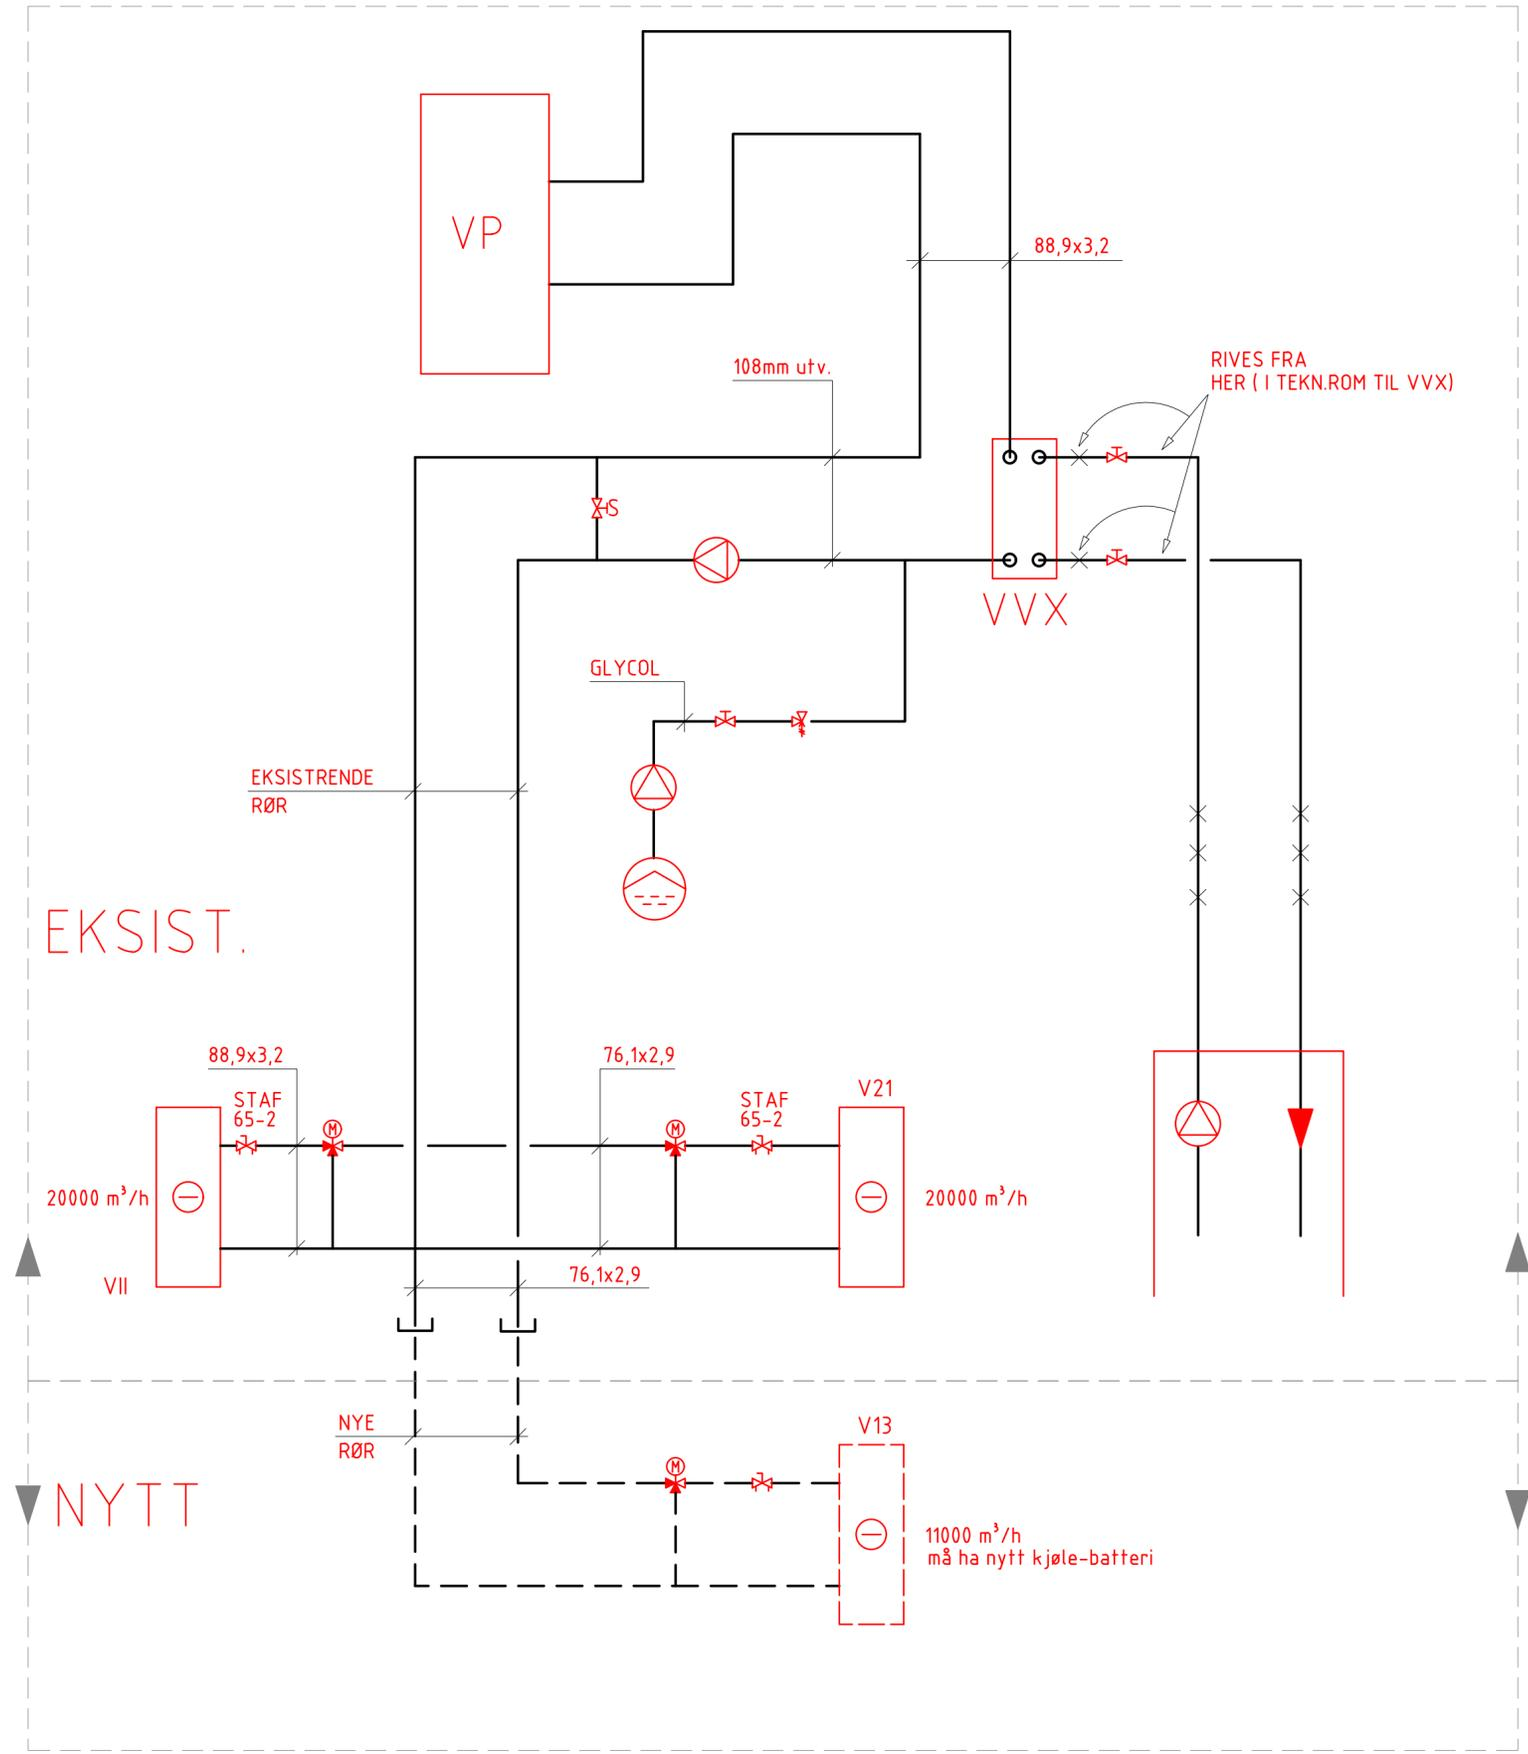 VP
88,9x3,2
108mm utv.
RIVES FRA
HER ( I TEKN.ROM TIL VVX)
S
VVX
GLYCOL
EKSISTRENDE
RØR
EKSIST.
88,9x3,2
76,1x2,9
STAF
65-2
STAF
65-2
V21
M
M
20000 m³/h
20000 m³/h
VII
76,1x2,9
NYE
RØR
V13
M
NYTT
11000 m³/h
må ha nytt kjøle-batteri